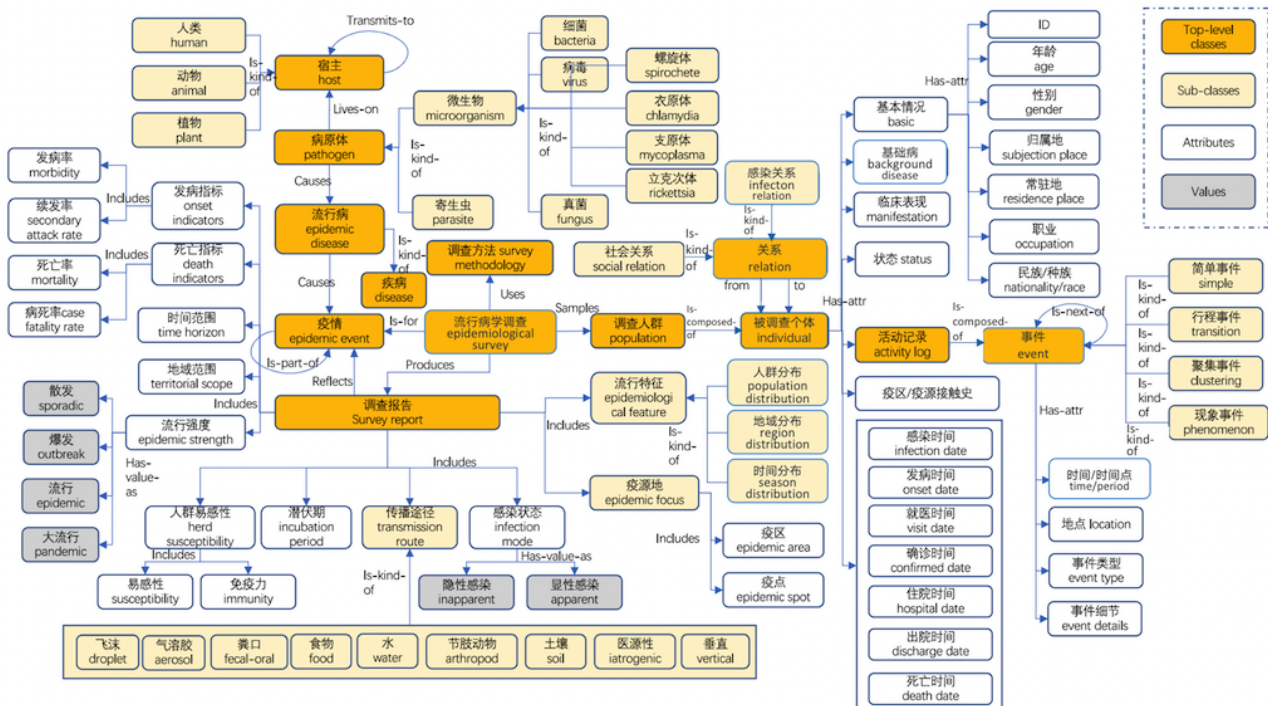 人类
human
动物
animal
植物
plant
Is-
kind-
of
Transmits-to
宿主
host
Lives-on
病原体
pathogen
Causes
流行病
epidemic
disease
Causes
Is-
kind-
of
疾病
disease
微生物
microorganism
寄生虫
parasite
Is-
kind-
of
细菌
bacteria
病毒
virus
真菌
fungus
Is-
kind-
of
螺旋体
spirochete
衣原体
chlamydia
支原体
mycoplasma
立克次体
rickettsia
发病率
morbidity
续发率
secondary
attack rate
Includes
发病指标
onset
indicators
死亡率
mortality
病死率case
fatality rate
Includes
死亡指标
death
indicators
时间范围
time horizon
地域范围
territorial scope
Includes
流行强度
epidemic strength
散发
sporadic
爆发
outbreak
流行
epidemic
大流行
pandemic
Has-
value-
as
疫情
epidemic event
Is-part-of
Reflects
Is-for
调查方法 survey
methodology
Uses
流行病学调查
epidemiological
survey
Produces
Samples
调查报告
Survey report
调查人群
population
Is-
composed-
of
被调查个体
individual
社会关系
social relation
Is-
kind-
of
感染关系
infecton
relation
Is-
kind-
of
关系
relation
from
to
Has-attr
基本情况
basic
基础病
background
disease
临床表现
manifestation
状态 status
Has-attr
ID
年龄
age
性别
gender
归属地
subjection place
常驻地
residence place
职业
occupation
民族/种族
nationality/race
活动记录
activity log
Is-
composed-
of
事件
event
Is-next-of
简单事件
simple
行程事件
transition
聚集事件
clustering
现象事件
phenomenon
Is-
kind-
of
Is-
kind-
of
Is-
kind-
of
Is-
kind-of
Has-attr
时间/时间点
time/period
地点 location
事件类型
event type
事件细节
event details
疫区/疫源接触史
感染时间
infection date
发病时间
onset date
就医时间
visit date
确诊时间
confirmed date
住院时间
hospital date
出院时间
discharge date
死亡时间
death date
Includes
流行特征
epidemiologi
cal feature
Is-
kind-
of
人群分布
population
distribution
地域分布
region
distribution
时间分布
season
distribution
疫源地
epidemic focus
Includes
疫区
epidemic area
疫点
epidemic spot
Includes
人群易感性
herd
susceptibility
潜伏期
incubation
period
传播途径
transmission
route
感染状态
infection
mode
Includes
易感性
susceptibility
免疫力
immunity
Has-value-as
隐性感染
inapparent
显性感染
apparent
Is-kind-
of
飞沫
droplet
气溶胶
aerosol
粪口
fecal-oral
食物
food
水
water
节肢动物
arthropod
土壤
soil
医源性
iatrogenic
垂直
vertical
Top-level
classes
Sub-classes
Attributes
Values